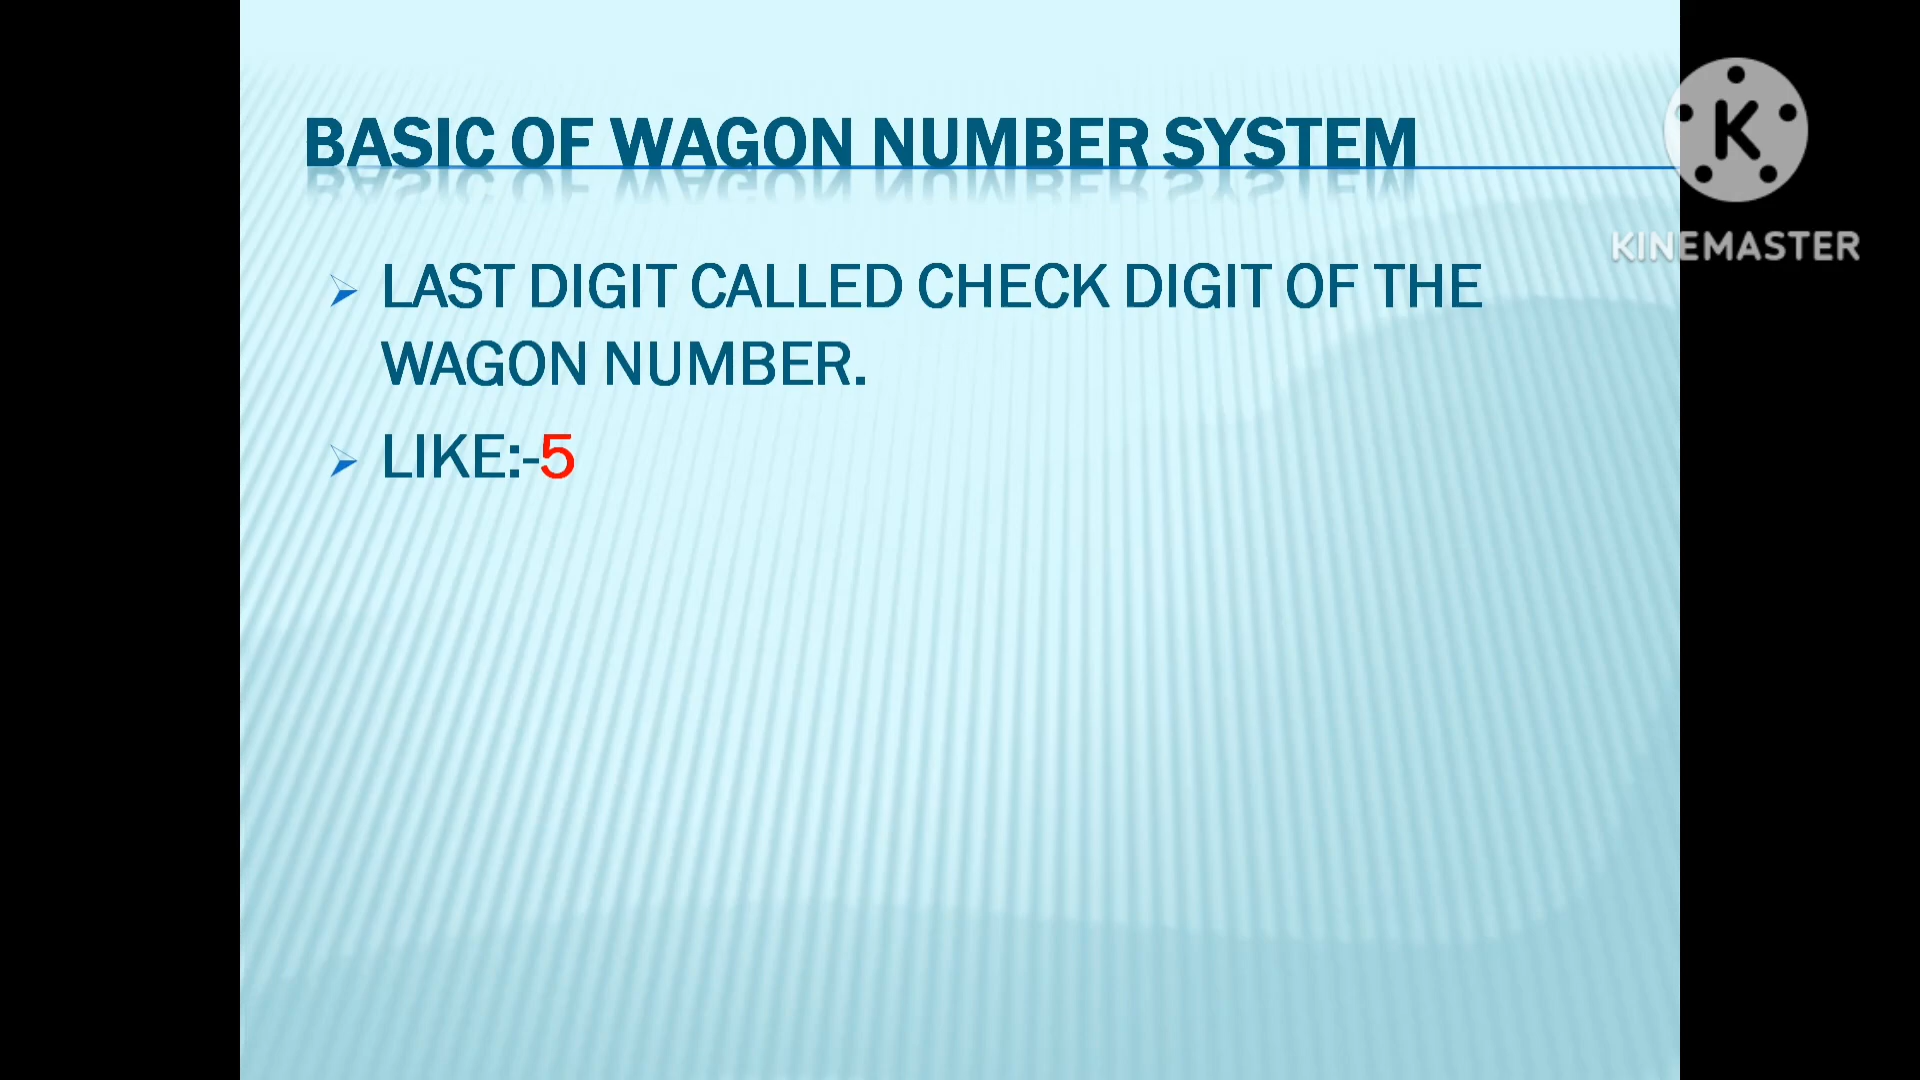 BASIC OF WAGON NUMBER SYSTEM
K
KINEMASTER
LAST DIGIT CALLED CHECK DIGIT OF THE
WAGON NUMBER.
LIKE:-5